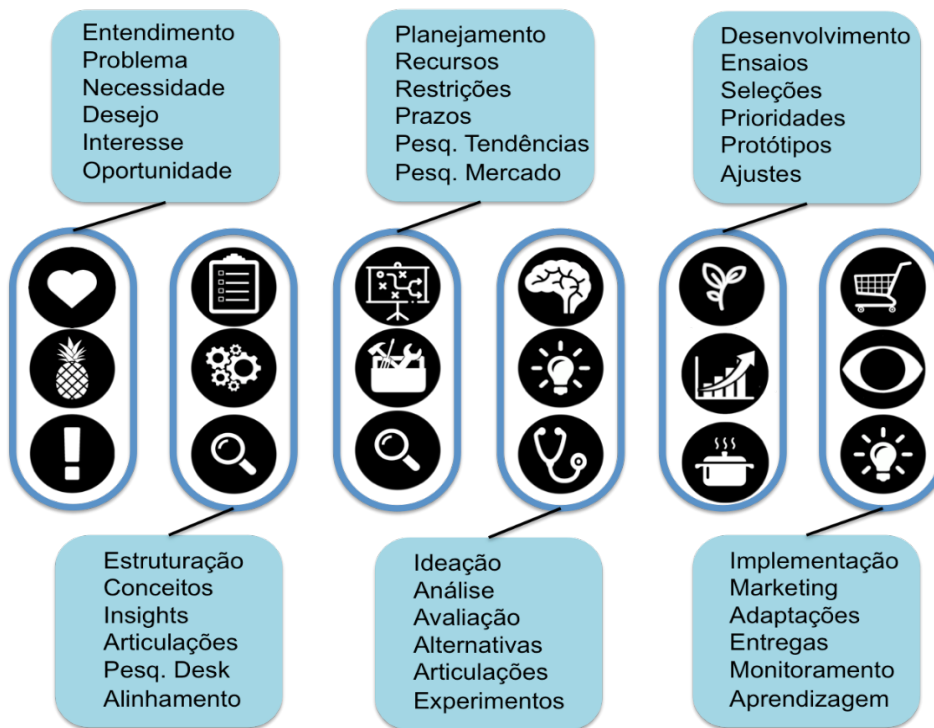 Entendimento
Problema
Necessidade
Desejo
Interesse
Oportunidade
Planejamento
Recursos
Restrições
Prazos
Pesq. Tendências
Pesq. Mercado
Desenvolvimento
Ensaios
Seleções
Prioridades
Protótipos
Ajustes
Estruturação
Conceitos
Insights
Articulações
Pesq. Desk
Alinhamento
Ideação
Análise
Avaliação
Alternativas
Articulações
Experimentos
Implementação
Marketing
Adaptações
Entregas
Monitoramento
Aprendizagem